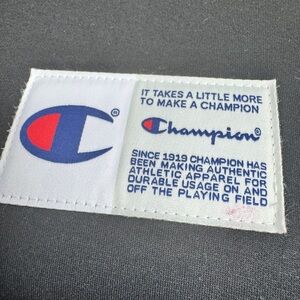 IT TAKES A LITTLE MORE
TO MAKE A CHAMPION
Champion®
SINCE 1919 CHAMPION HAS
BEEN MAKING AUTHENTIC
ATHLETIC APPAREL FOR
DURABLE USAGE ON AND
OFF THE PLAYING FIELD
®